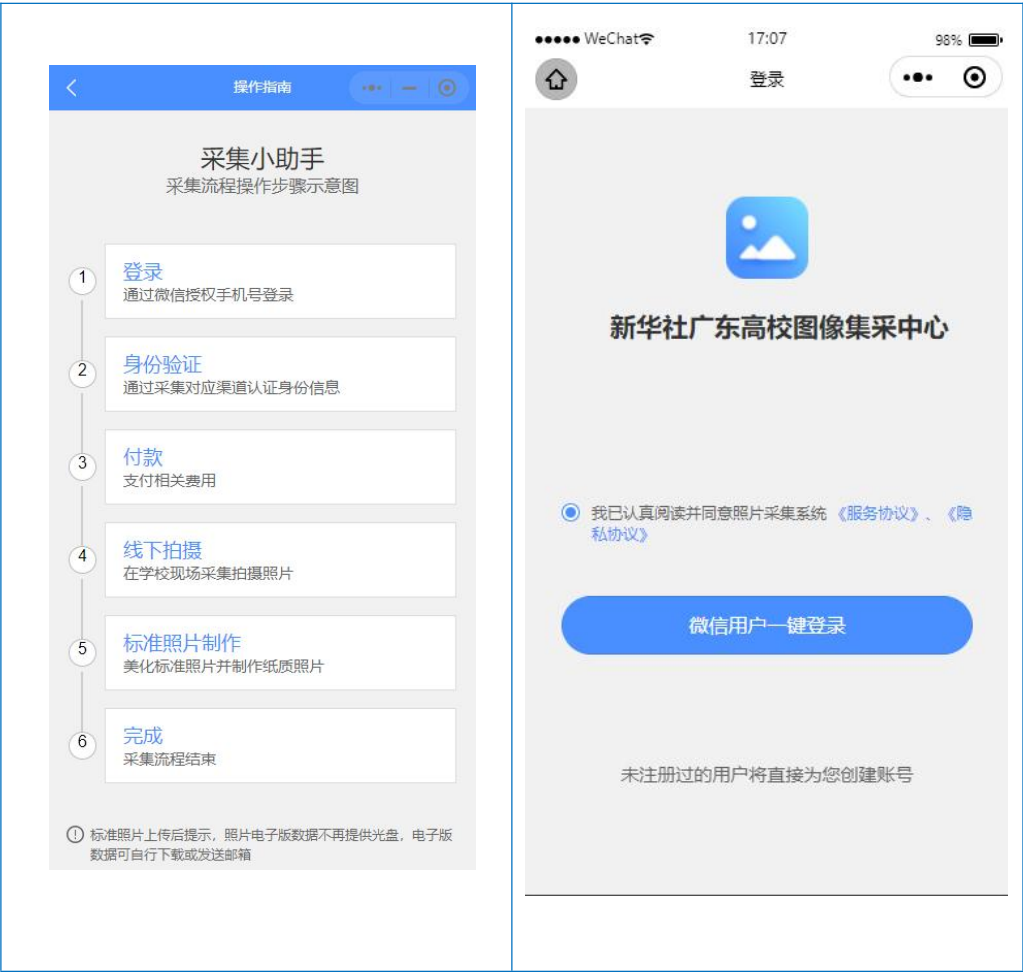 操作指南
采集小助手
采集流程操作步骤示意图
1
登录
通过微信授权手机号登录
2
身份验证
通过采集对应渠道认证身份信息
3
付款
支付相关费用
4
线下拍摄
在学校现场采集拍摄照片
5
标准照片制作
美化标准照片并制作纸质照片
6
完成
采集流程结束
标准照片上传后提示，照片电子版数据不再提供光盘，电子版
数据可自行下载或发送邮箱
WeChat 17:07 98%
登录
新华社广东高校图像集采中心
我已认真阅读并同意照片采集系统《服务协议》、《隐
私协议》
微信用户一键登录
未注册过的用户将直接为您创建账号